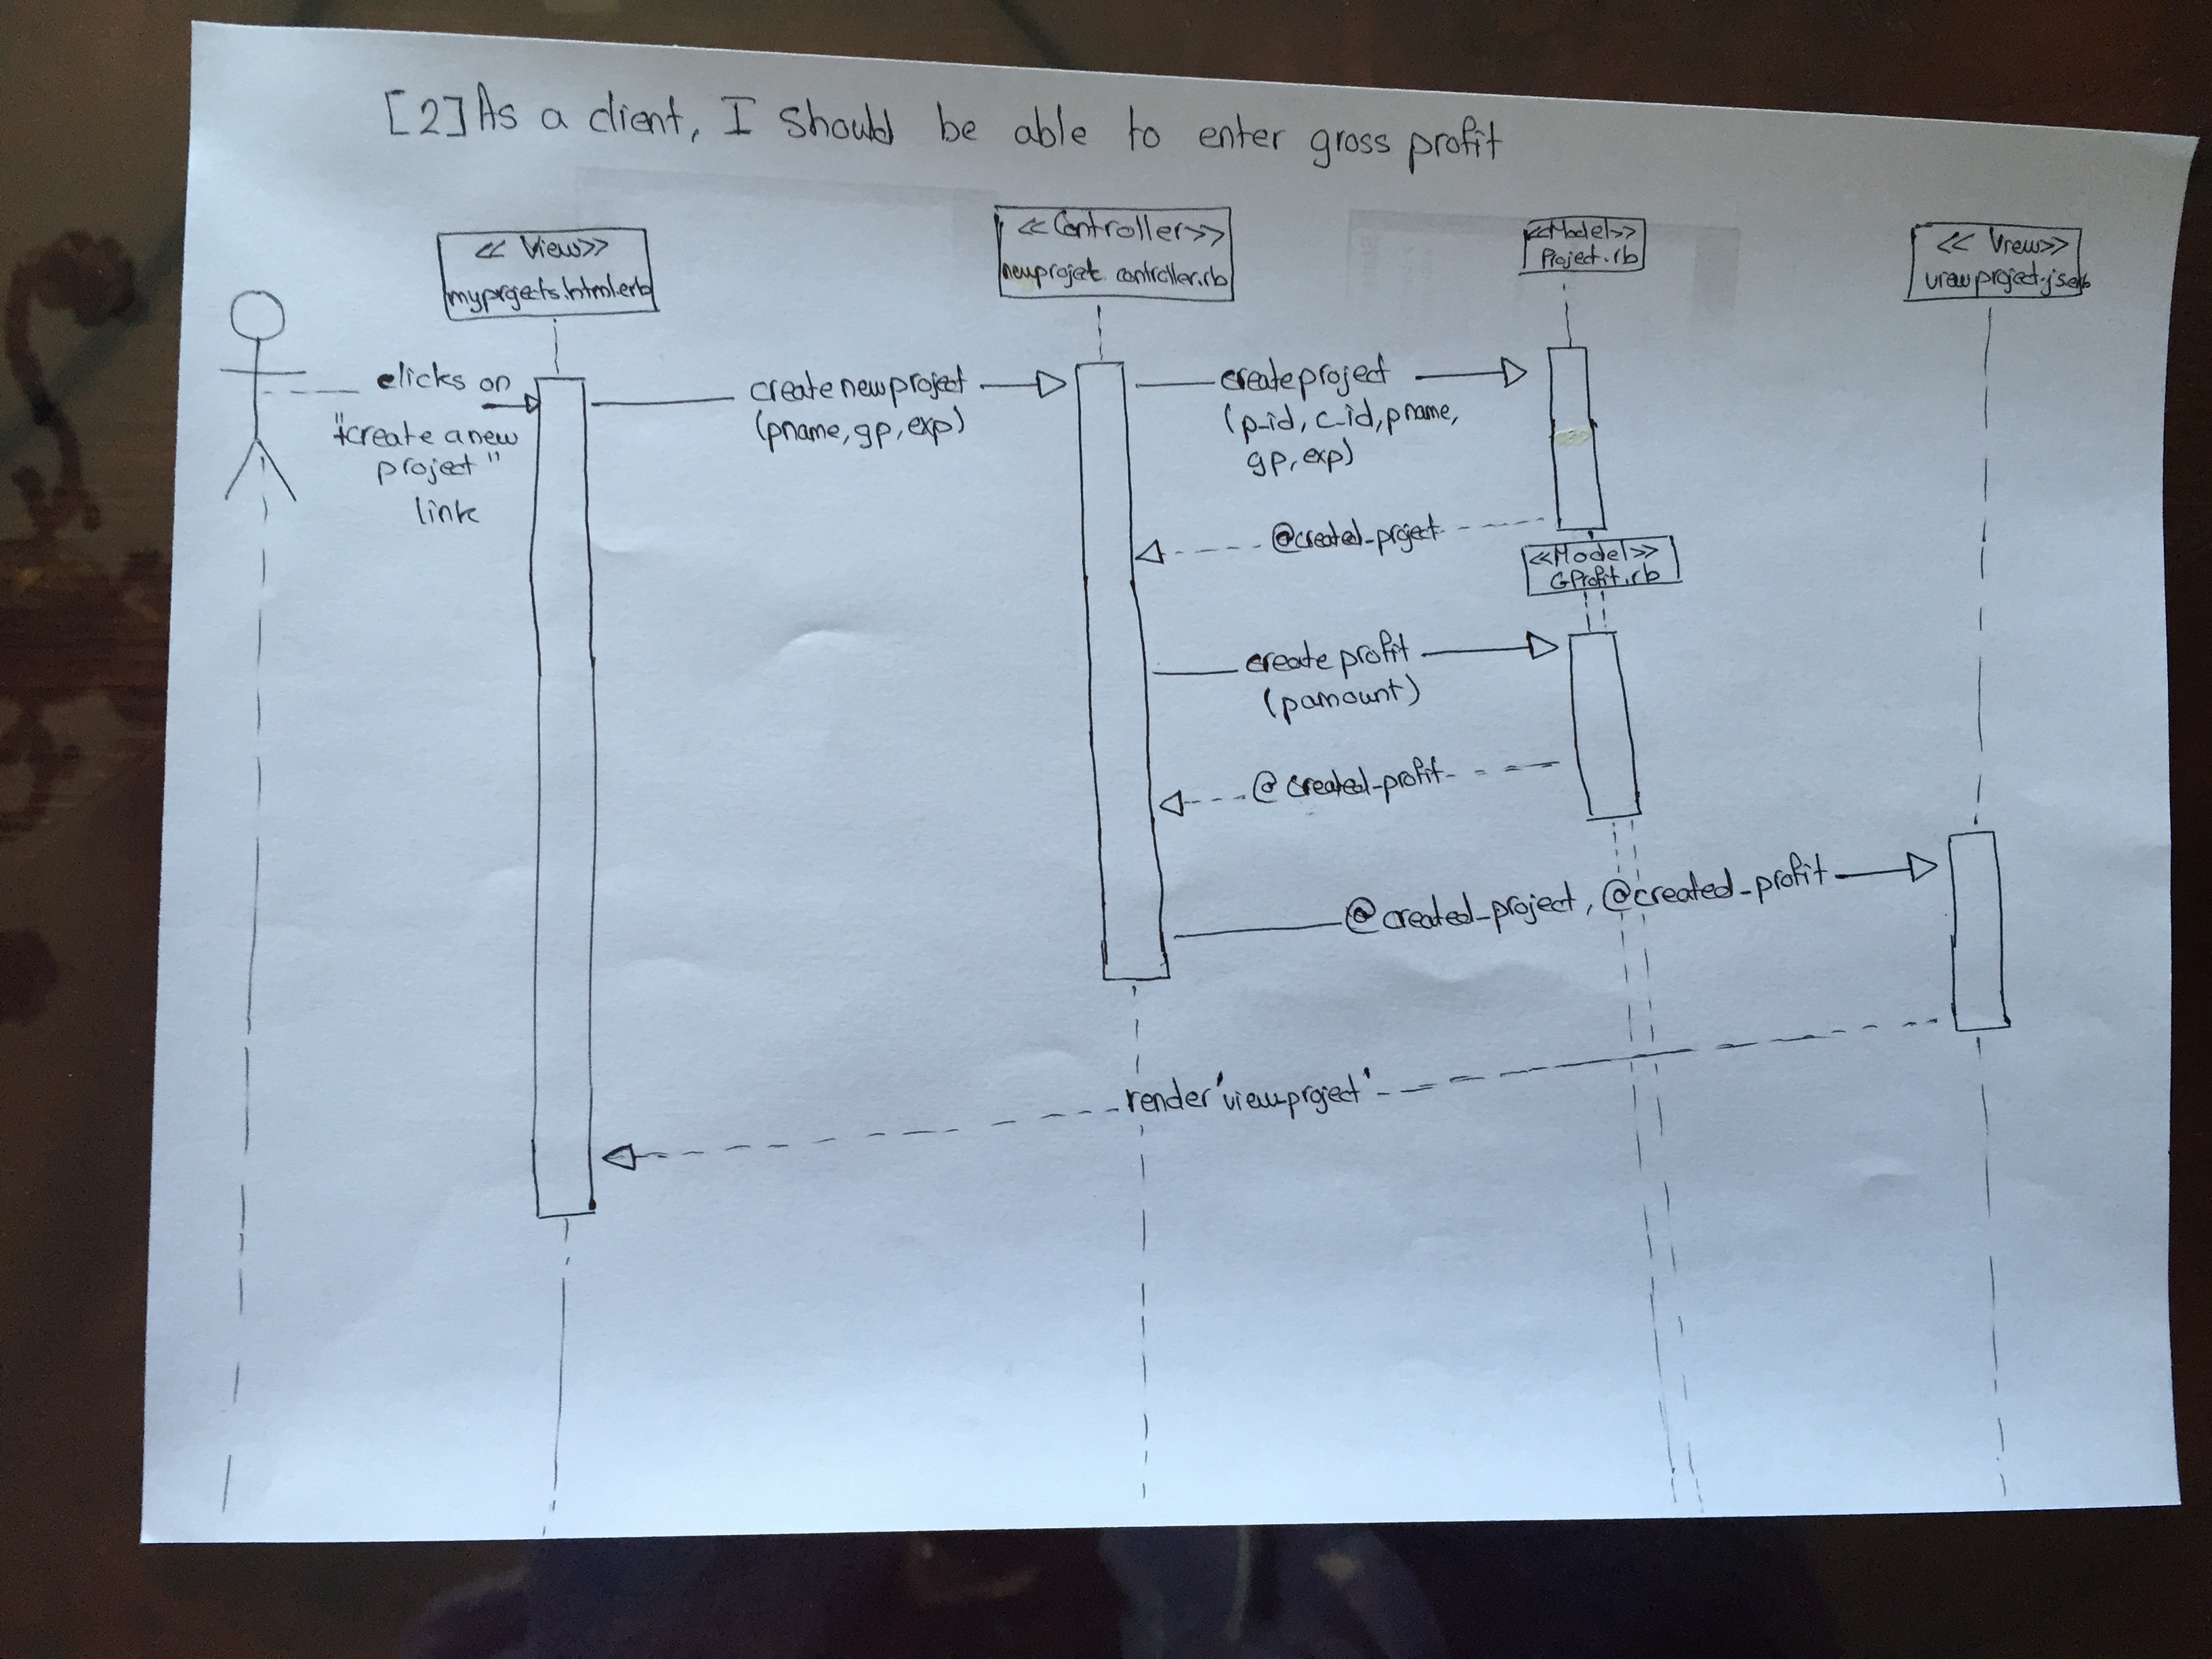 [2] As a client, I should be able to enter gross profit
<< View>>
myprojects.html.erb
<<Controller>>
newproject controller.rb
<<Model>>
Project.rb
<< View>>
viewproject.js.erb
clicks on
"+create a new
project"
link
create new project
(pname, gp, exp)
create project
(p_id, c_id, pname,
gp, exp)
@created_project
<<Model>>
GProfit.rb
create profit
(pamount)
@created_profit
@created_project, @created_profit
render 'viewproject'